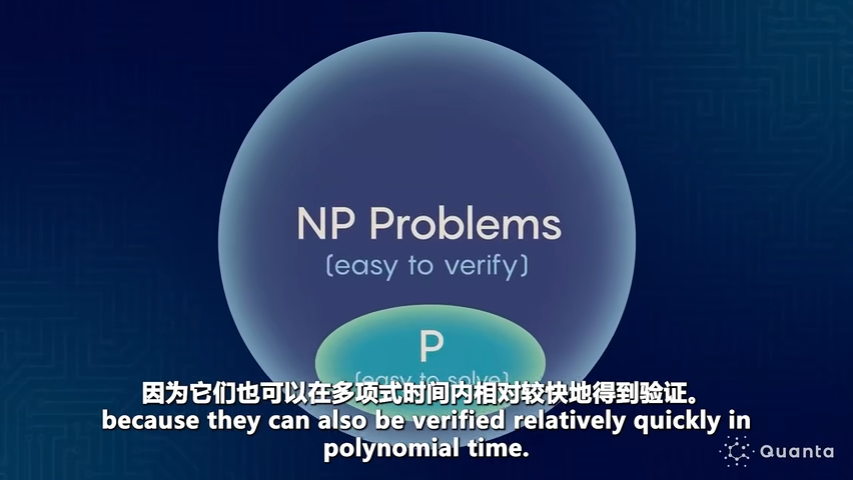 NP Problems
(easy to verify)
P
(easy to solve)
因为它们也可以在多项式时间内相对较快地得到验证。
because they can also be verified relatively quickly in
polynomial time.
Quanta